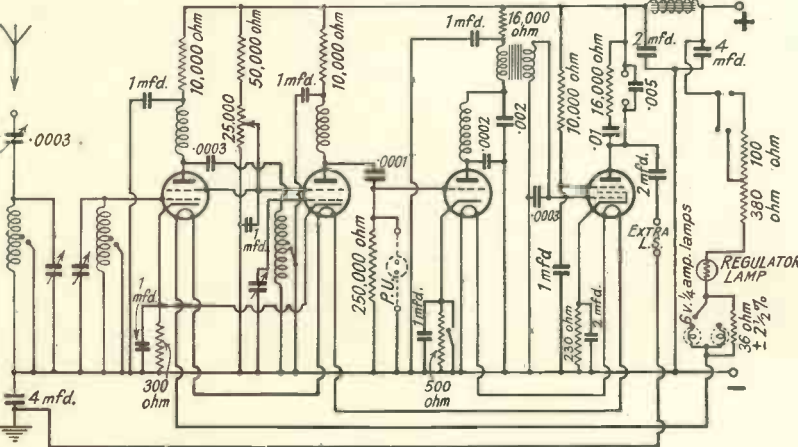 10,000 ohm
50,000 ohm
10,000 ohm
1 mfd.
16,000
ohm
2 mfd.
+
4
mfd.
1 mfd.
25,000
1 mfd.
10,000 ohm
16,000 ohm
.005
.0003
.0003
.0001
.0002
.002
.01
100
ohm
380
ohm
2 mfd.
.0003
EXTRA
L.S.
REGULATOR
LAMP
1
mfd.
1
mfd.
250,000 ohm
P.U.
1 mfd.
1 mfd
230 ohm
2 mfd.
6 v. 1/4 amp. lamps
36 ohm
± 2 1/2 %
300
ohm
500
ohm
−
4 mfd.